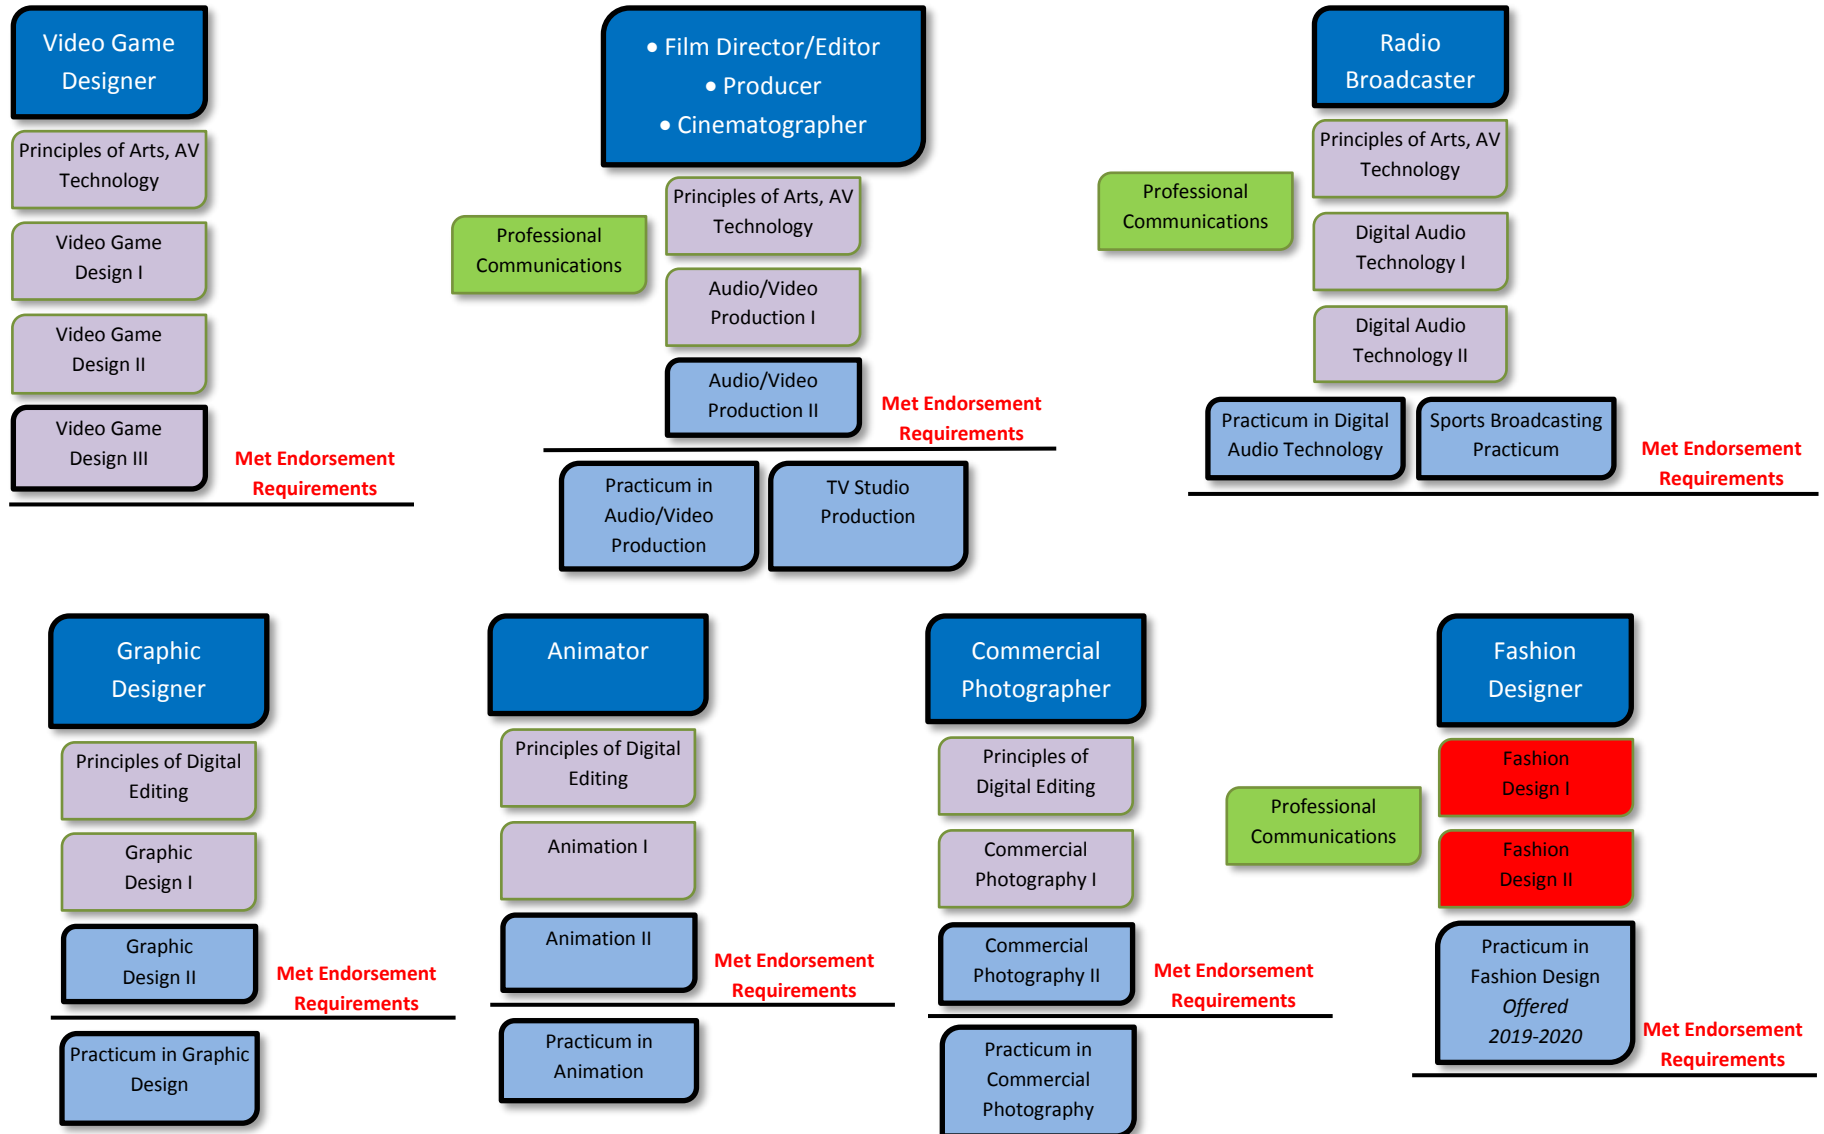 Video Game
Designer
Principles of Arts, AV
Technology
Video Game
Design I
Video Game
Design II
Video Game
Design III
Met Endorsement
Requirements
• Film Director/Editor
• Producer
• Cinematographer
Professional
Communications
Principles of Arts, AV
Technology
Audio/Video
Production I
Audio/Video
Production II
Met Endorsement
Requirements
Practicum in
Audio/Video
Production
TV Studio
Production
Radio
Broadcaster
Professional
Communications
Principles of Arts, AV
Technology
Digital Audio
Technology I
Digital Audio
Technology II
Practicum in Digital
Audio Technology
Sports Broadcasting
Practicum
Met Endorsement
Requirements
Graphic
Designer
Principles of Digital
Editing
Graphic
Design I
Graphic
Design II
Met Endorsement
Requirements
Practicum in Graphic
Design
Animator
Principles of Digital
Editing
Animation I
Animation II
Met Endorsement
Requirements
Practicum in
Animation
Commercial
Photographer
Principles of
Digital Editing
Commercial
Photography I
Commercial
Photography II
Met Endorsement
Requirements
Practicum in
Commercial
Photography
Fashion
Designer
Professional
Communications
Fashion
Design I
Fashion
Design II
Practicum in
Fashion Design
Offered
2019-2020
Met Endorsement
Requirements